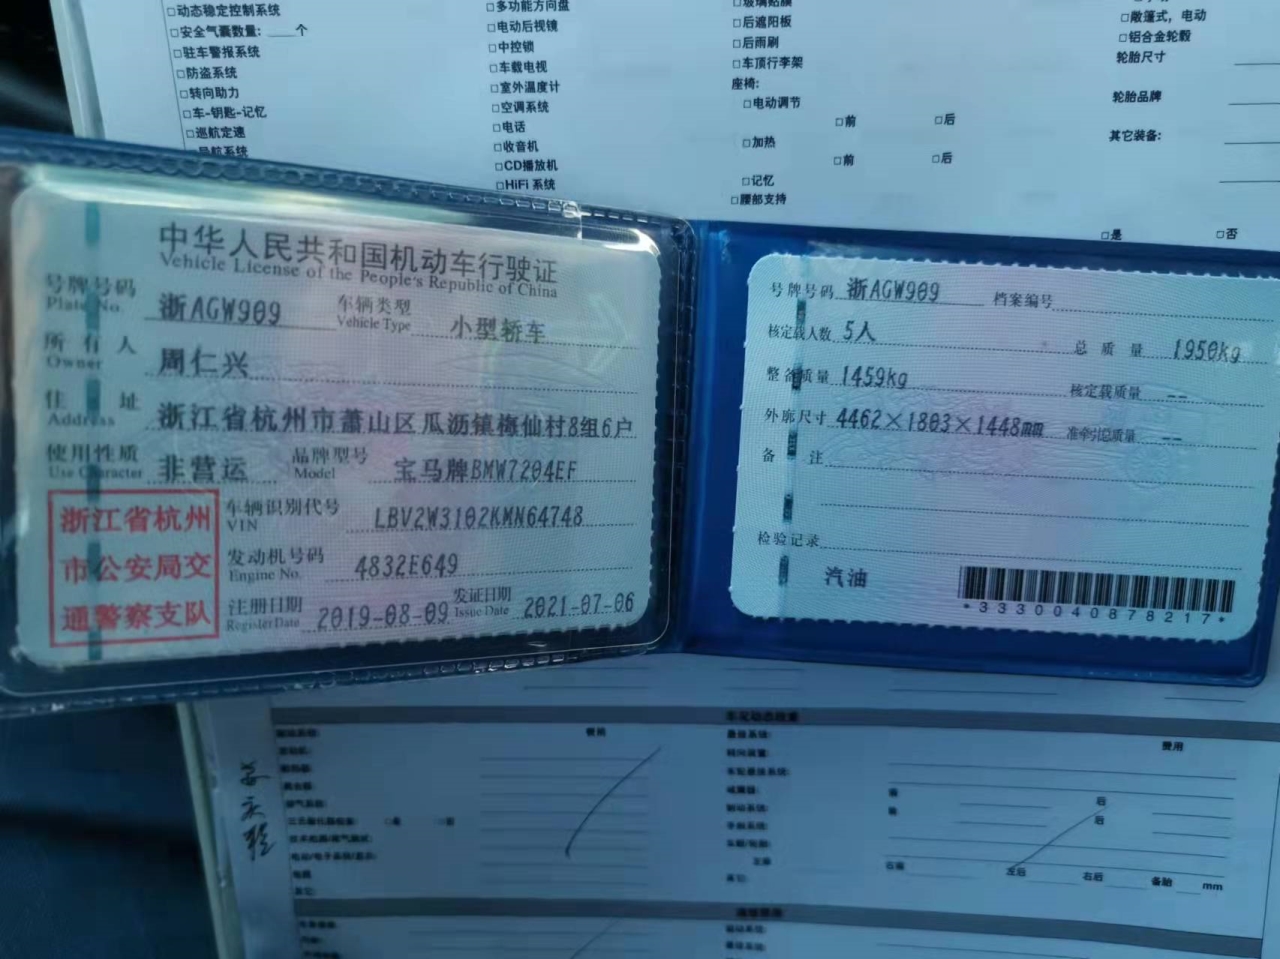 □动态稳定控制系统
□安全气囊数量: ___个
□驻车警报系统
□防盗系统
□转向助力
□车-钥匙-记忆
□巡航定速
□导航系统
□多功能方向盘
□电动后视镜
□中控锁
□车载电视
□室外温度计
□空调系统
□电话
□收音机
□CD播放机
□HiFi 系统
□玻璃贴膜
□后遮阳板
□后雨刷
□车顶行李架
座椅:
□电动调节
□前 □后
□加热
□前 □后
□记忆
□腰部支持
□敞篷式, 电动
□铝合金轮毂
轮胎尺寸
轮胎品牌
其它装备:
□是 □否
中华人民共和国机动车行驶证
Vehicle License of the People's Republic of China
号牌号码 浙AGW909 车辆类型 小型轿车
Plate No. Vehicle Type
所有人 周仁兴
Owner
住址 浙江省杭州市萧山区瓜沥镇梅仙村8组6户
Address
使用性质 非营运 品牌型号 宝马牌BMW7204EF
Use Character Model
浙江省杭州
市公安局交
通警察支队
车辆识别代号 LBV2W3102KMN64748
VIN
发动机号码 4832E649
Engine No.
注册日期 2019-08-09 发证日期 2021-07-06
Register Date Issue Date
号牌号码 浙AGW909 档案编号
核定载人数 5人 总质量 1950kg
整备质量 1459kg 核定载质量 --
外廓尺寸 4462×1803×1448mm 准牵引总质量 --
备注
检验记录
汽油
*3330040878217*
费用
费用
后
后
左后 右后 备胎 mm